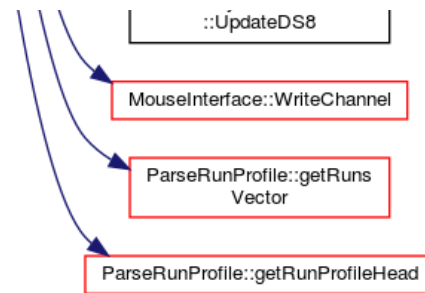 ::UpdateDS8
MouseInterface::WriteChannel
ParseRunProfile::getRuns
Vector
ParseRunProfile::getRunProfileHead